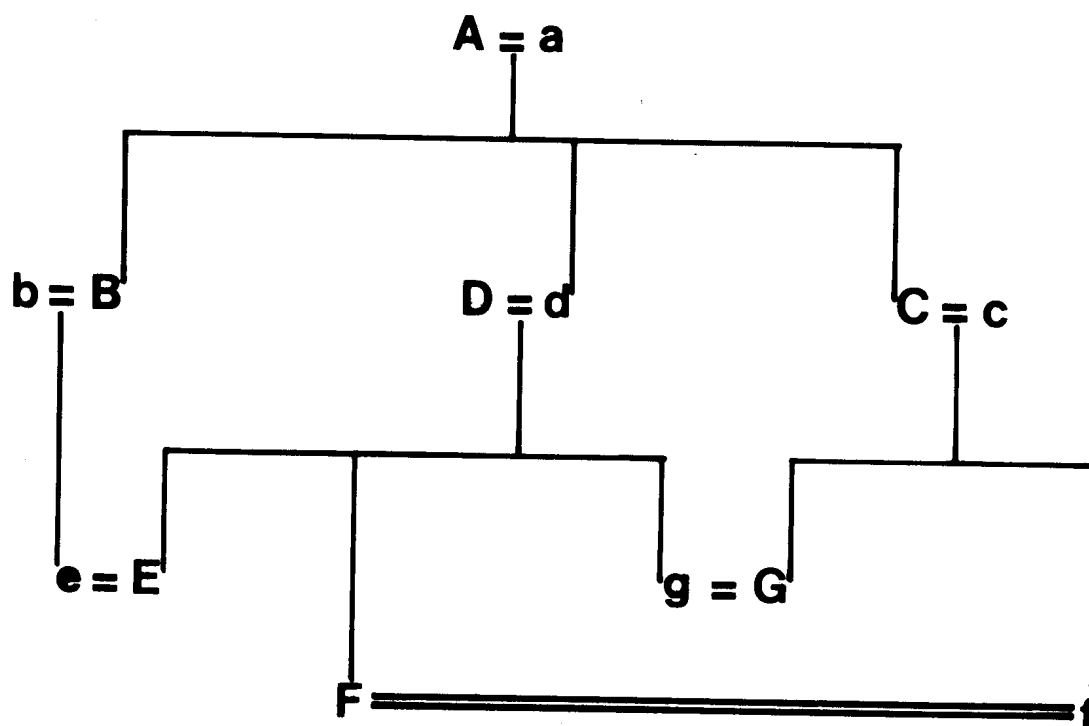 A = a
b = B D = d C = c
e = E g = G
F